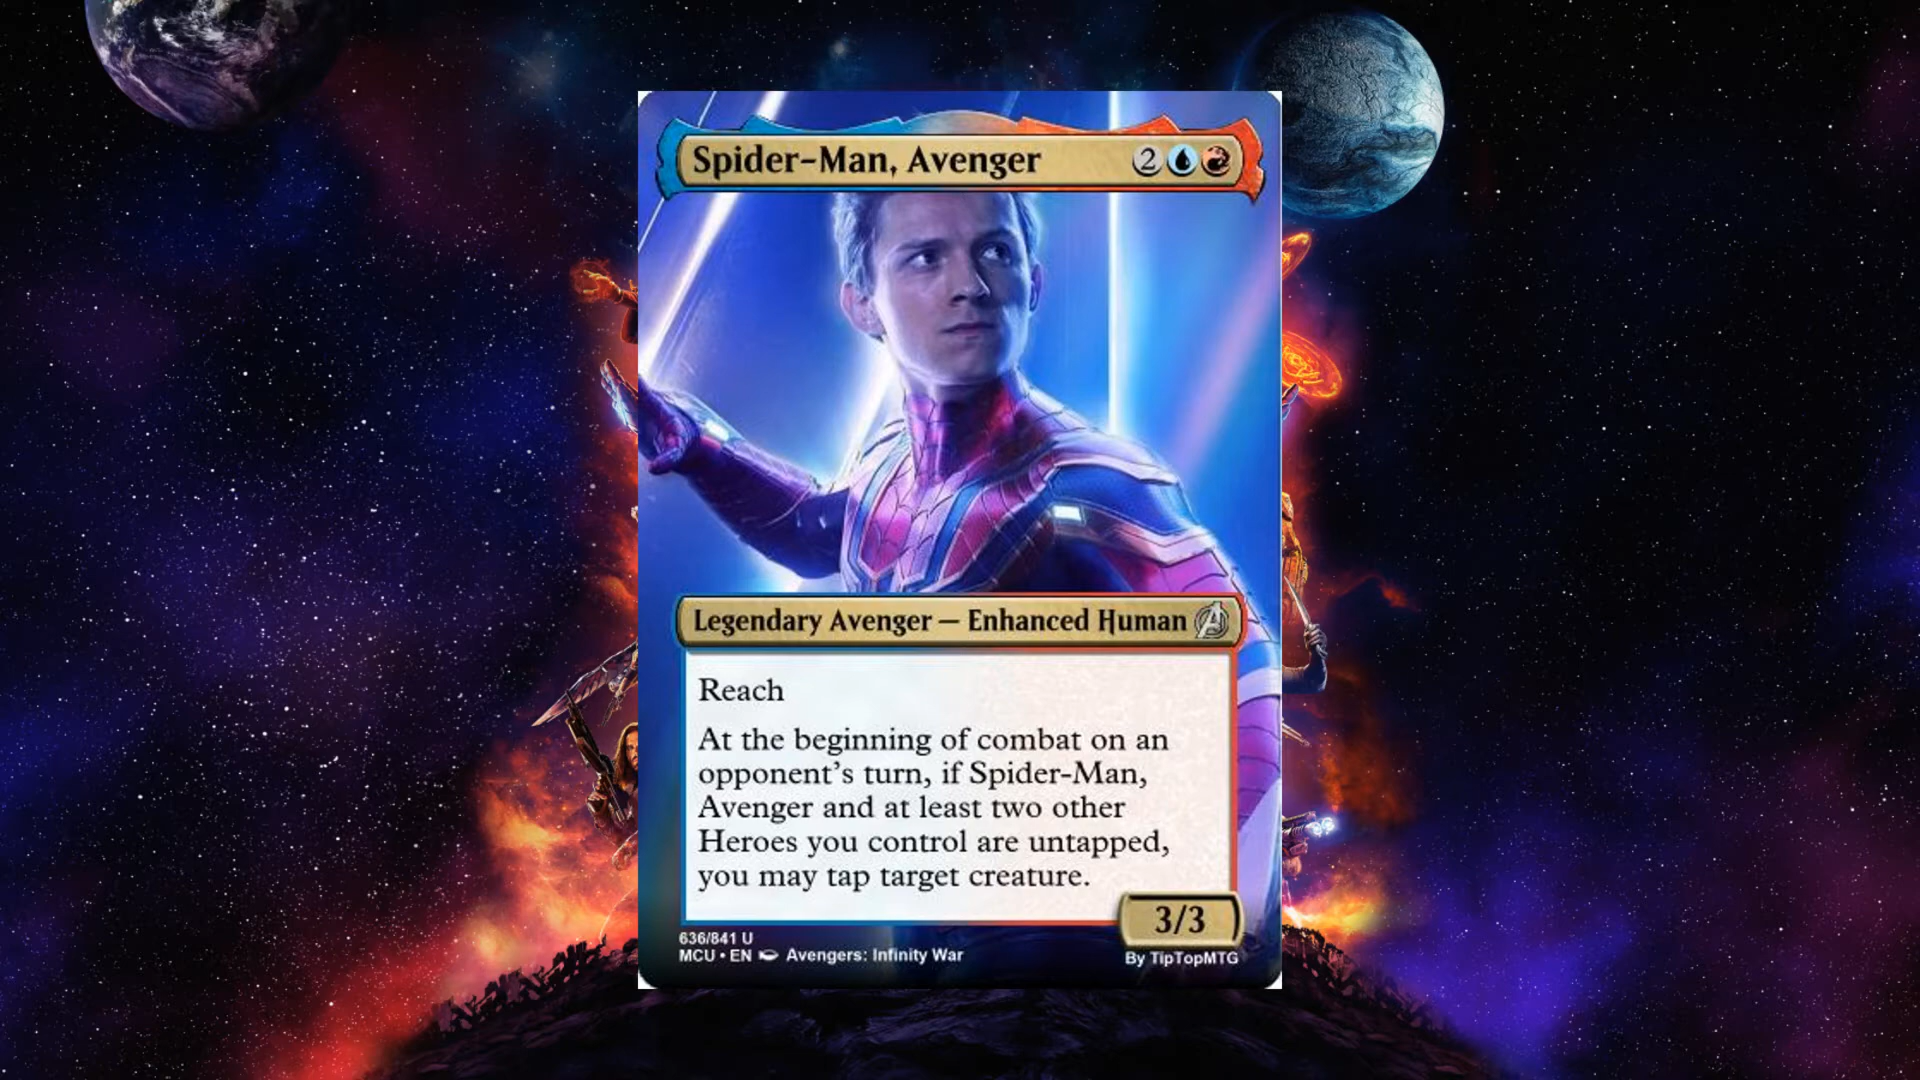 Spider-Man, Avenger 2
Legendary Avenger — Enhanced Human
Reach
At the beginning of combat on an
opponent's turn, if Spider-Man,
Avenger and at least two other
Heroes you control are untapped,
you may tap target creature.
3/3
636/841 U
MCU • EN Avengers: Infinity War
By TipTopMTG